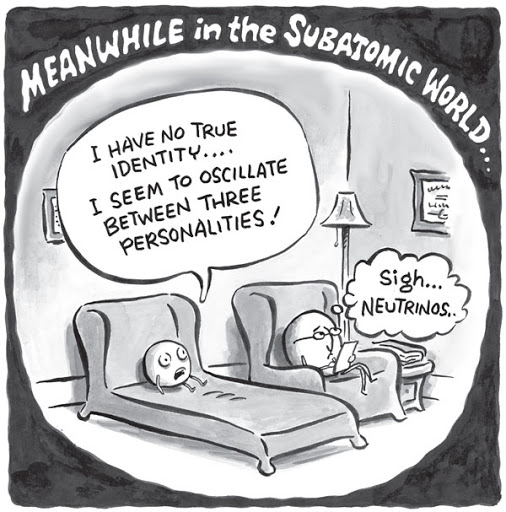 MEANWHILE in the SUBATOMIC WORLD...
I HAVE NO TRUE
IDENTITY....
I SEEM TO OSCILLATE
BETWEEN THREE
PERSONALITIES!
Sigh...
NEUTRINOS..